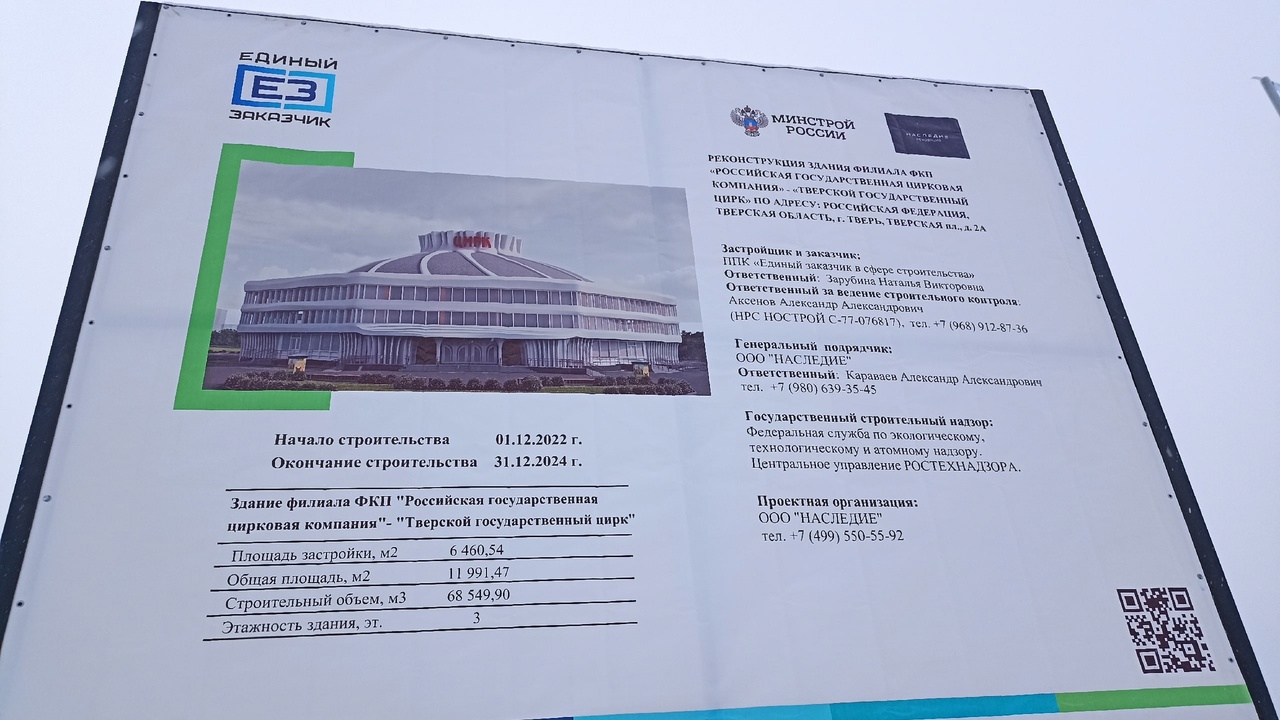 ЕДИНЫЙ
ЕЗ
ЗАКАЗЧИК
ЦИРК
Начало строительства 01.12.2022 г.
Окончание строительства 31.12.2024 г.
Здание филиала ФКП "Российская государственная
цирковая компания"- "Тверской государственный цирк"
Площадь застройки, м2 6 460,54
Общая площадь, м2 11 991,47
Строительный объем, м3 68 549,90
Этажность здания, эт. 3
МИНСТРОЙ
РОССИИ
НАСЛЕДИЕ
РЕКОНСТРУКЦИЯ ЗДАНИЯ ФИЛИАЛА ФКП
«РОССИЙСКАЯ ГОСУДАРСТВЕННАЯ ЦИРКОВАЯ
КОМПАНИЯ» - «ТВЕРСКОЙ ГОСУДАРСТВЕННЫЙ
ЦИРК» ПО АДРЕСУ: РОССИЙСКАЯ ФЕДЕРАЦИЯ,
ТВЕРСКАЯ ОБЛАСТЬ, г. ТВЕРЬ, ТВЕРСКАЯ пл., д. 2А
Застройщик и заказчик:
ППК «Единый заказчик в сфере строительства»
Ответственный: Зарубина Наталья Викторовна
Ответственный за ведение строительного контроля:
Аксенов Александр Александрович
(НРС НОСТРОЙ С-77-076817), тел. +7 (968) 912-87-36
Генеральный подрядчик:
ООО "НАСЛЕДИЕ"
Ответственный: Караваев Александр Александрович
тел. +7 (980) 639-35-45
Государственный строительный надзор:
Федеральная служба по экологическому,
технологическому и атомному надзору.
Центральное управление РОСТЕХНАДЗОРА.
Проектная организация:
ООО "НАСЛЕДИЕ"
тел. +7 (499) 550-55-92